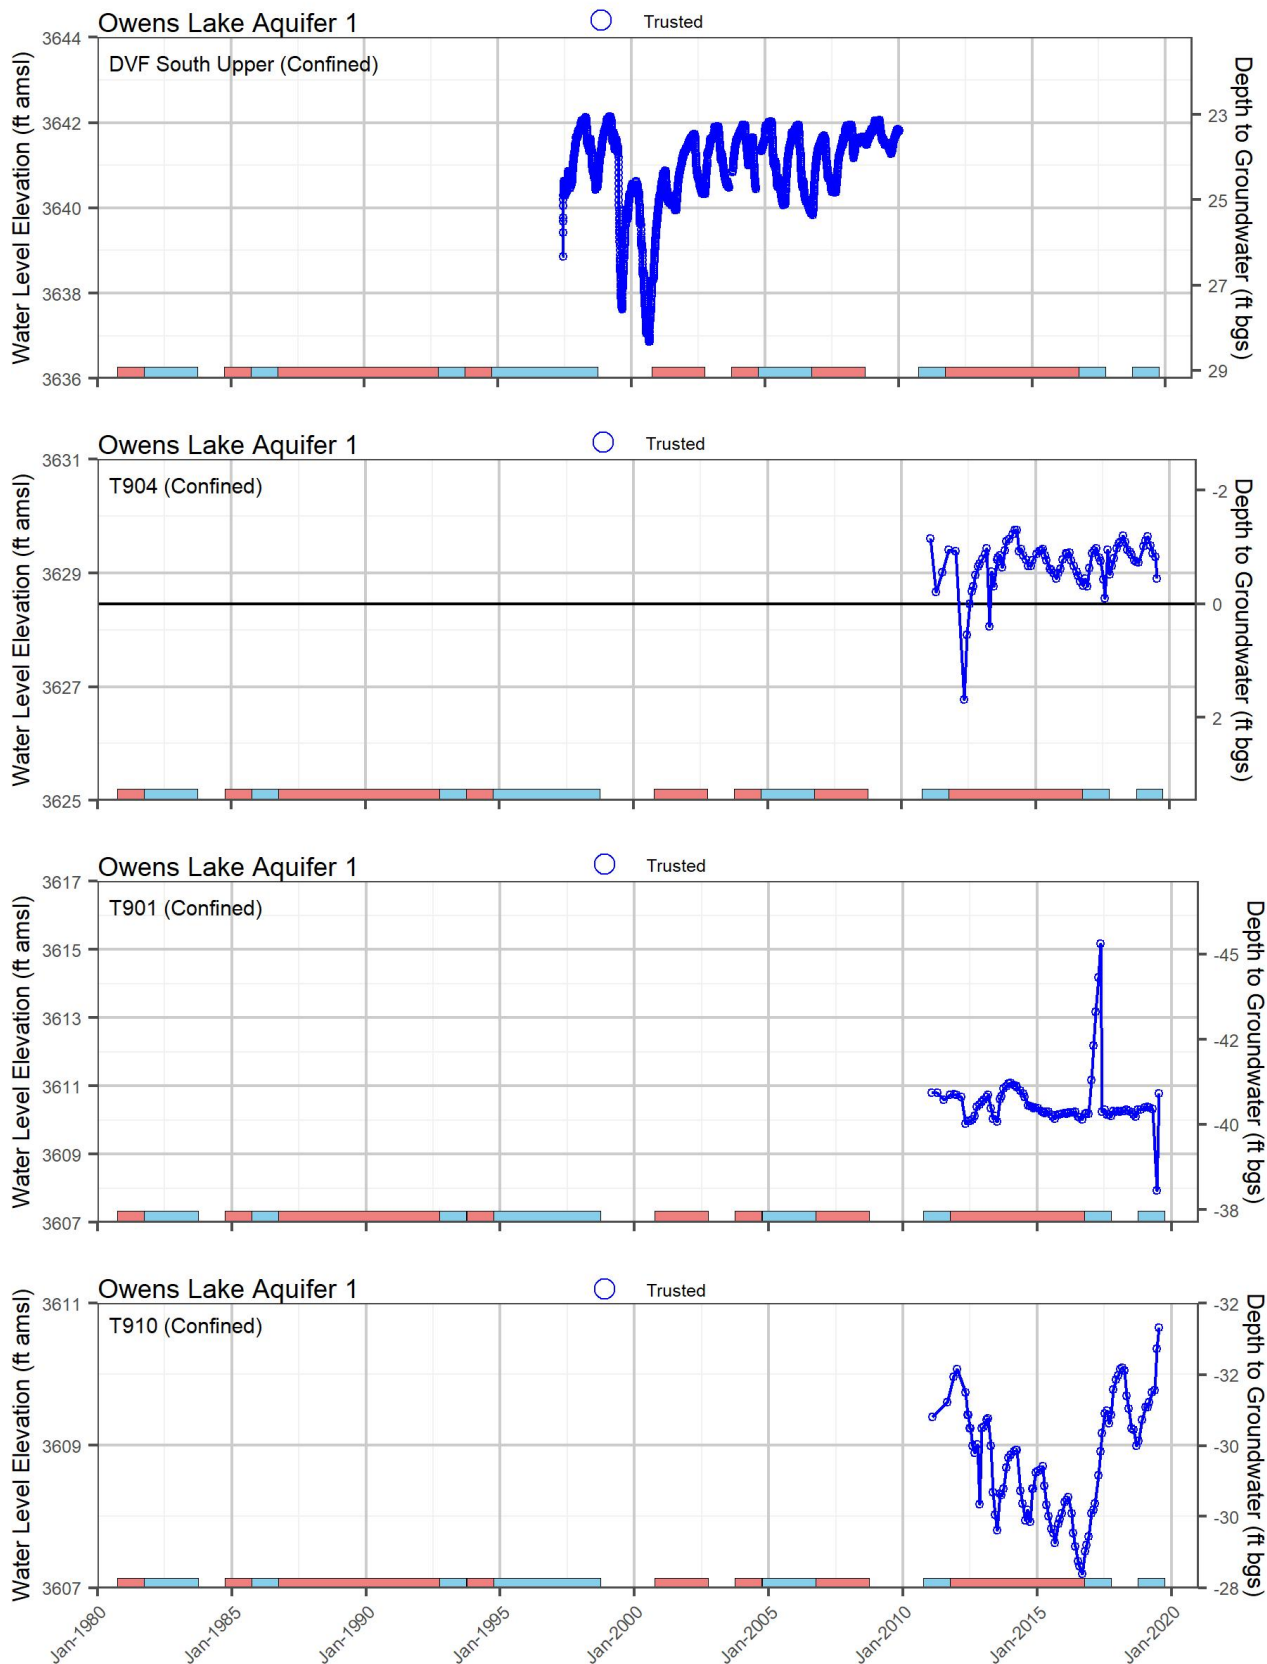 Owens Lake Aquifer 1
Trusted
DVF South Upper (Confined)
Water Level Elevation (ft amsl)
3644
3642
3640
3638
3636
Depth to Groundwater (ft bgs)
23
25
27
29
Owens Lake Aquifer 1
Trusted
T904 (Confined)
Water Level Elevation (ft amsl)
3631
3629
3627
3625
Depth to Groundwater (ft bgs)
-2
0
2
Owens Lake Aquifer 1
Trusted
T901 (Confined)
Water Level Elevation (ft amsl)
3617
3615
3613
3611
3609
3607
Depth to Groundwater (ft bgs)
-45
-42
-40
-38
Owens Lake Aquifer 1
Trusted
T910 (Confined)
Water Level Elevation (ft amsl)
3611
3609
3607
Depth to Groundwater (ft bgs)
-32
-32
-30
-30
-28
Jan-1980
Jan-1985
Jan-1990
Jan-1995
Jan-2000
Jan-2005
Jan-2010
Jan-2015
Jan-2020